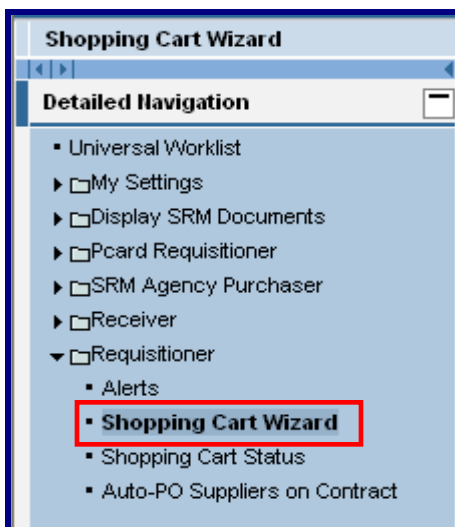 Shopping Cart Wizard
Detailed Navigation
Universal Worklist
My Settings
Display SRM Documents
Pcard Requisitioner
SRM Agency Purchaser
Receiver
Requisitioner
Alerts
Shopping Cart Wizard
Shopping Cart Status
Auto-PO Suppliers on Contract